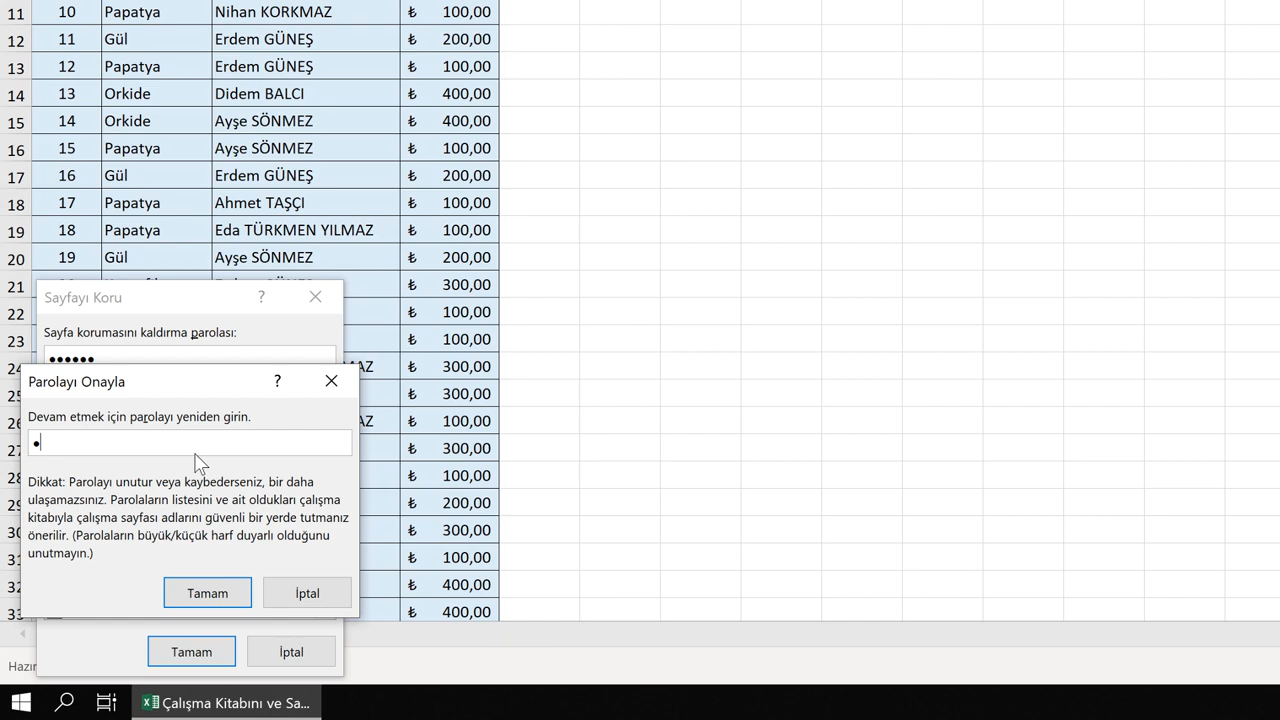 11 10 Papatya Nihan KORKMAZ ₺ 100,00
12 11 Gül Erdem GÜNEŞ ₺ 200,00
13 12 Papatya Erdem GÜNEŞ ₺ 100,00
14 13 Orkide Didem BALCI ₺ 400,00
15 14 Orkide Ayşe SÖNMEZ ₺ 400,00
16 15 Papatya Ayşe SÖNMEZ ₺ 100,00
17 16 Gül Erdem GÜNEŞ ₺ 200,00
18 17 Papatya Ahmet TAŞÇI ₺ 100,00
19 18 Papatya Eda TÜRKMEN YILMAZ ₺ 100,00
20 19 Gül Ayşe SÖNMEZ ₺ 200,00
21 ₺ 300,00
22 ₺ 100,00
23 ₺ 100,00
24 MAZ ₺ 300,00
25 ₺ 300,00
26 MAZ ₺ 100,00
27 ₺ 300,00
28 ₺ 100,00
29 ₺ 200,00
30 ₺ 300,00
31 ₺ 100,00
32 ₺ 400,00
33 ₺ 400,00
Sayfayı Koru ?
Sayfa korumasını kaldırma parolası:
●●●●●●
Parolayı Onayla ?
Devam etmek için parolayı yeniden girin.
●
Dikkat: Parolayı unutur veya kaybederseniz, bir daha
ulaşamazsınız. Parolaların listesini ve ait oldukları çalışma
kitabıyla çalışma sayfası adlarını güvenli bir yerde tutmanız
önerilir. (Parolaların büyük/küçük harf duyarlı olduğunu
unutmayın.)
Tamam İptal
Tamam İptal
Hazır
Çalışma Kitabını ve Sa...